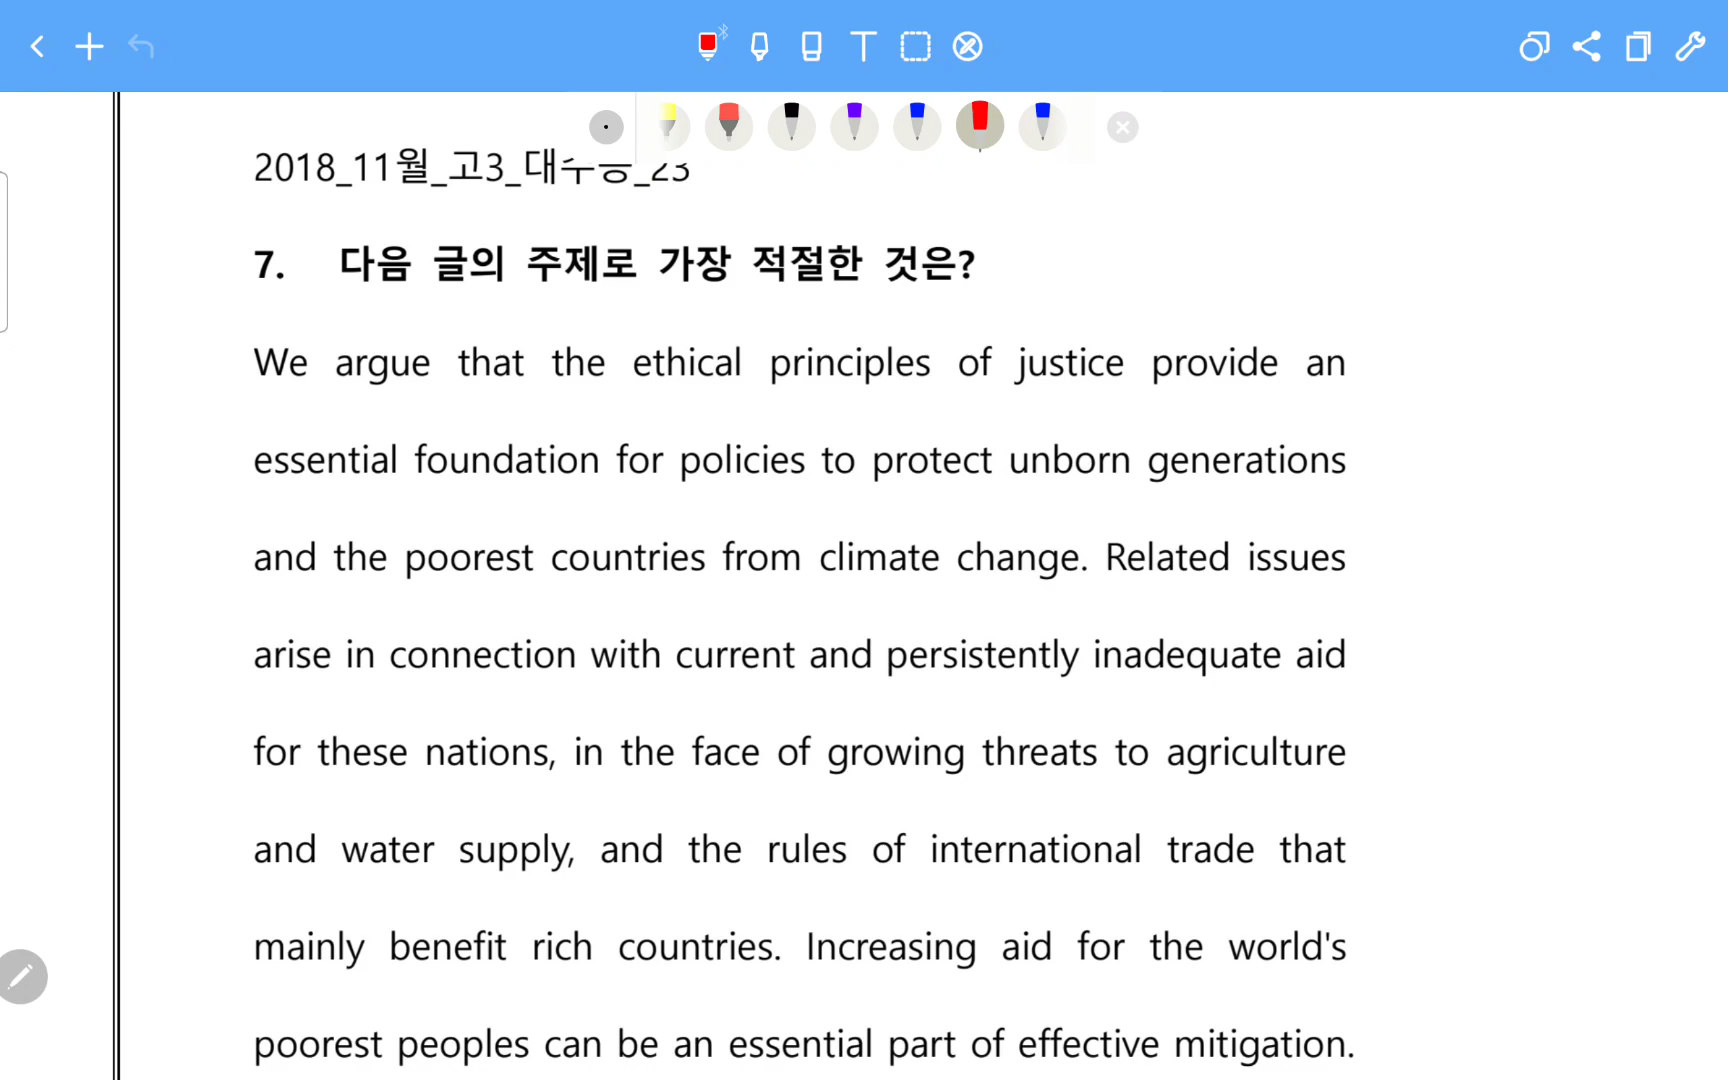 2018_11월_고3_대수능_23
7. 다음 글의 주제로 가장 적절한 것은?
We argue that the ethical principles of justice provide an
essential foundation for policies to protect unborn generations
and the poorest countries from climate change. Related issues
arise in connection with current and persistently inadequate aid
for these nations, in the face of growing threats to agriculture
and water supply, and the rules of international trade that
mainly benefit rich countries. Increasing aid for the world's
poorest peoples can be an essential part of effective mitigation.